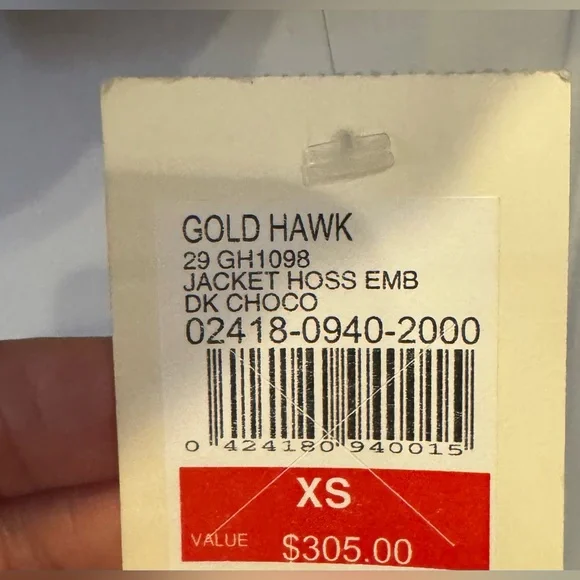 GOLD HAWK
29 GH1098
JACKET HOSS EMB
DK CHOCO
02418-0940-2000
0 424180 940015
XS
VALUE $305.00